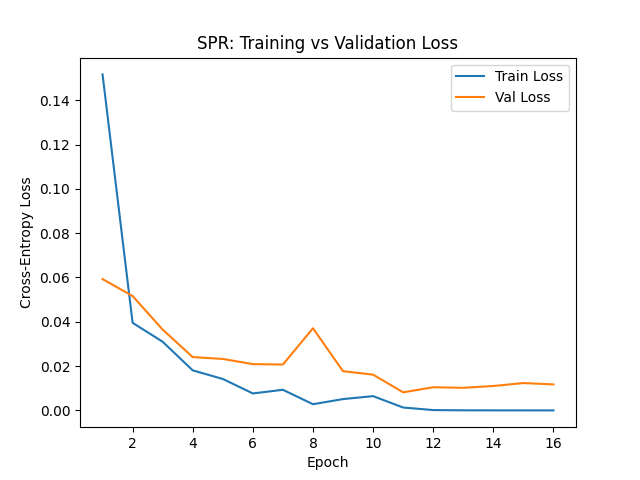 SPR: Training vs Validation Loss
Train Loss
Val Loss
Cross-Entropy Loss
0.14
0.12
0.10
0.08
0.06
0.04
0.02
0.00
2 4 6 8 10 12 14 16
Epoch